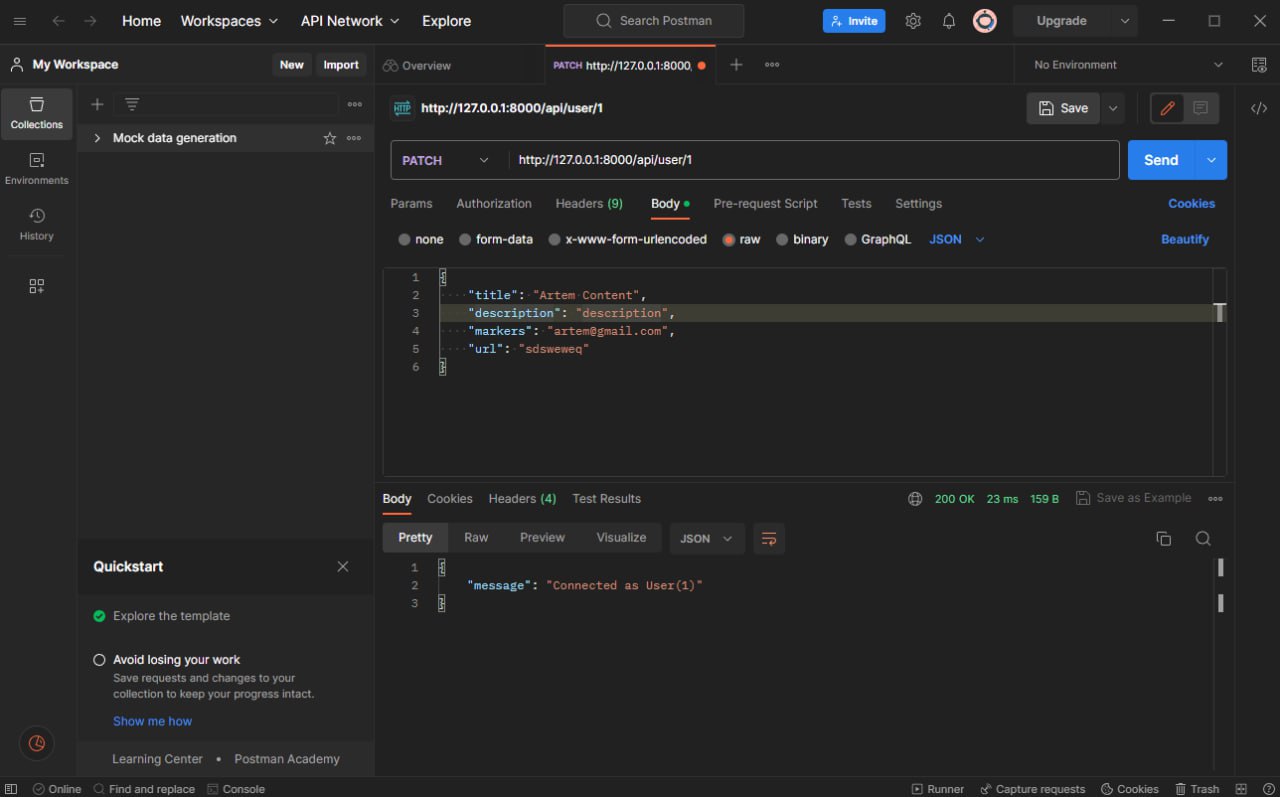 Home Workspaces API Network Explore Search Postman Invite Upgrade
My Workspace New Import Overview PATCH http://127.0.0.1:8000, No Environment
Collections
Environments
History
Mock data generation
HTTP http://127.0.0.1:8000/api/user/1 Save
PATCH http://127.0.0.1:8000/api/user/1 Send
Params Authorization Headers (9) Body Pre-request Script Tests Settings Cookies
none form-data x-www-form-urlencoded raw binary GraphQL JSON Beautify
1 {
2 "title": "Artem Content",
3 "description": "description",
4 "markers": "artem@gmail.com",
5 "url": "sdsweweq"
6 }
Body Cookies Headers (4) Test Results 200 OK 23 ms 159 B Save as Example
Pretty Raw Preview Visualize JSON
1 {
2 "message": "Connected as User(1)"
3 }
Quickstart
Explore the template
Avoid losing your work
Save requests and changes to your
collection to keep your progress intact.
Show me how
Learning Center • Postman Academy
Online Find and replace Console Runner Capture requests Cookies Trash